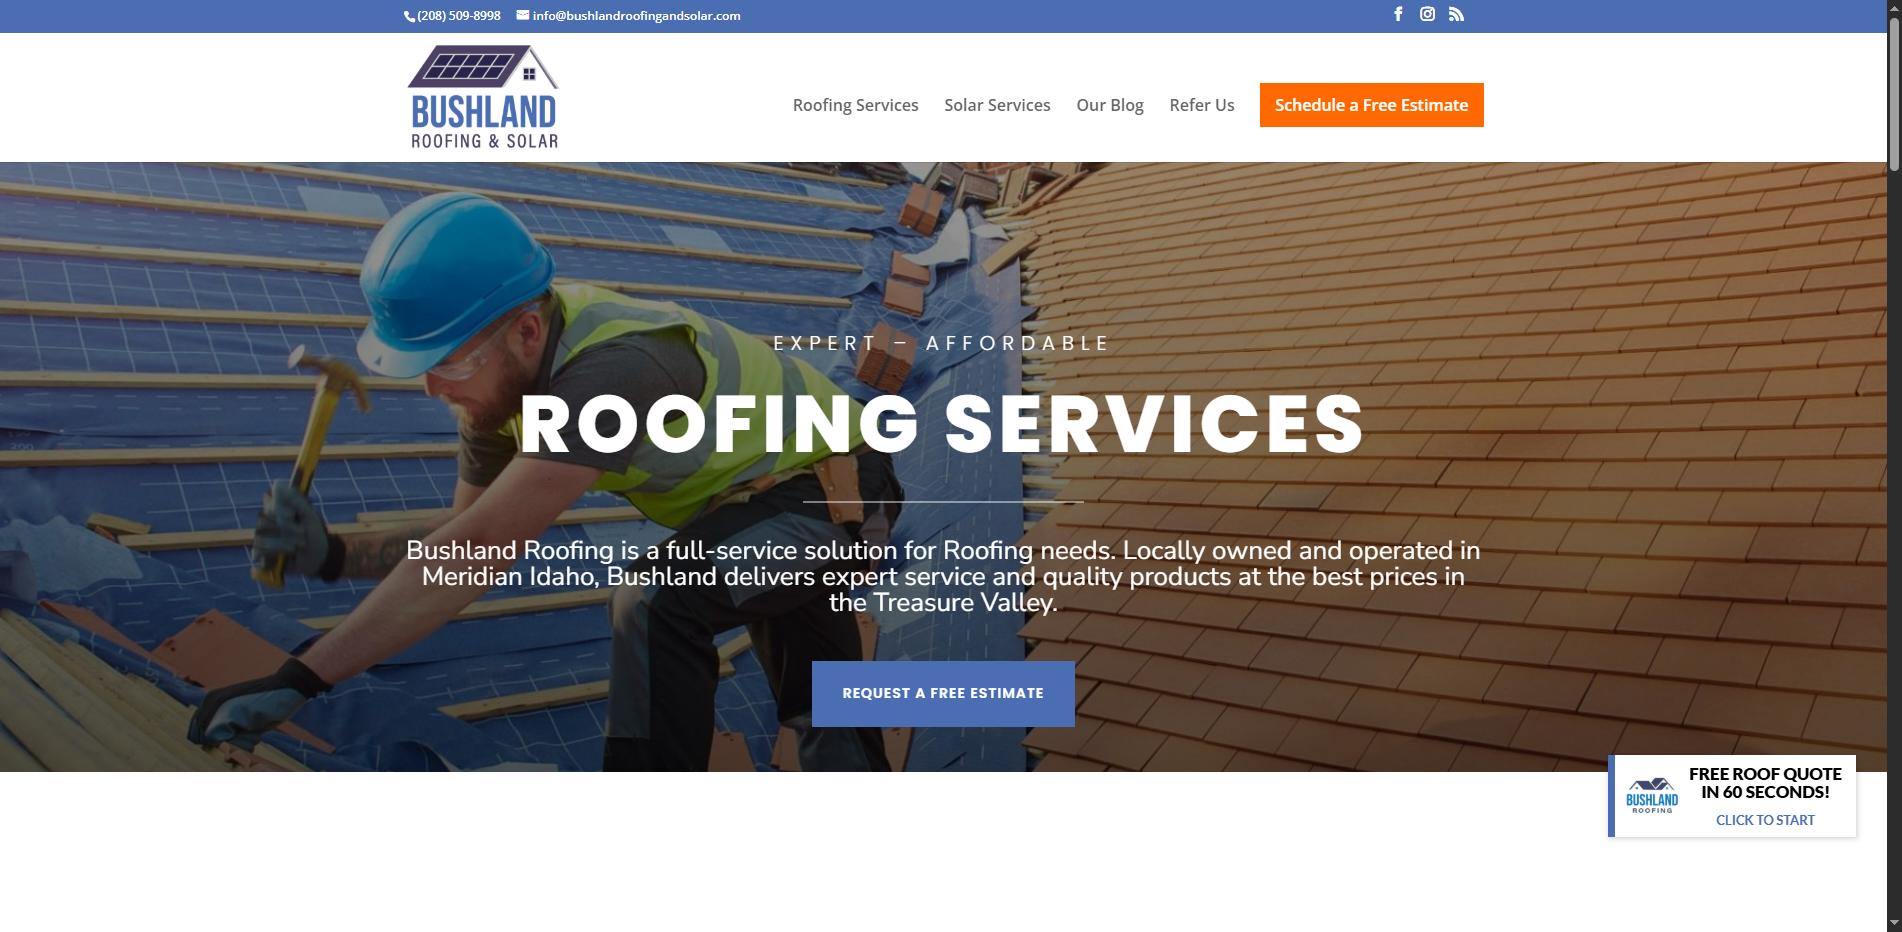 (208) 509-8998 info@bushlandroofingandsolar.com
BUSHLAND
ROOFING & SOLAR
Roofing Services Solar Services Our Blog Refer Us Schedule a Free Estimate
EXPERT – AFFORDABLE
ROOFING SERVICES
Bushland Roofing is a full-service solution for Roofing needs. Locally owned and operated in
Meridian Idaho, Bushland delivers expert service and quality products at the best prices in
the Treasure Valley.
REQUEST A FREE ESTIMATE
BUSHLAND
ROOFING
FREE ROOF QUOTE
IN 60 SECONDS!
CLICK TO START